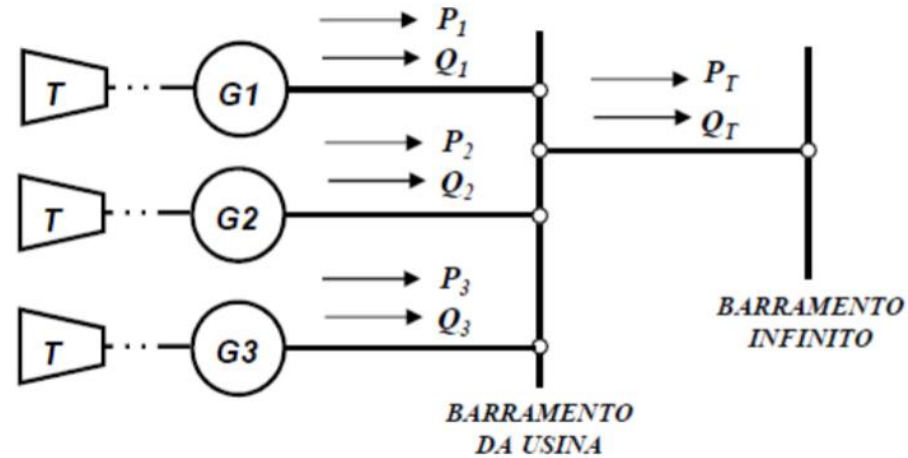 P1
Q1
T
G1
PT
QT
P2
Q2
T
G2
P3
Q3
T
G3
BARRAMENTO
INFINITO
BARRAMENTO
DA USINA